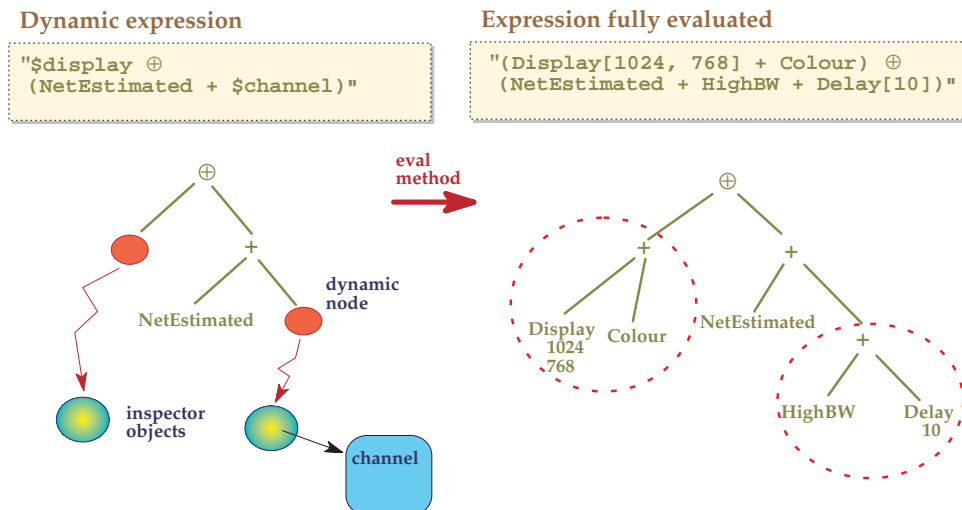 Dynamic expression
"$display ⊕
(NetEstimated + $channel)"
Expression fully evaluated
"(Display[1024, 768] + Colour) ⊕
(NetEstimated + HighBW + Delay[10])"
⊕
+
NetEstimated
dynamic
node
inspector
objects
channel
eval
method
⊕
+
Display
1024
768
Colour
+
NetEstimated
+
HighBW
Delay
10